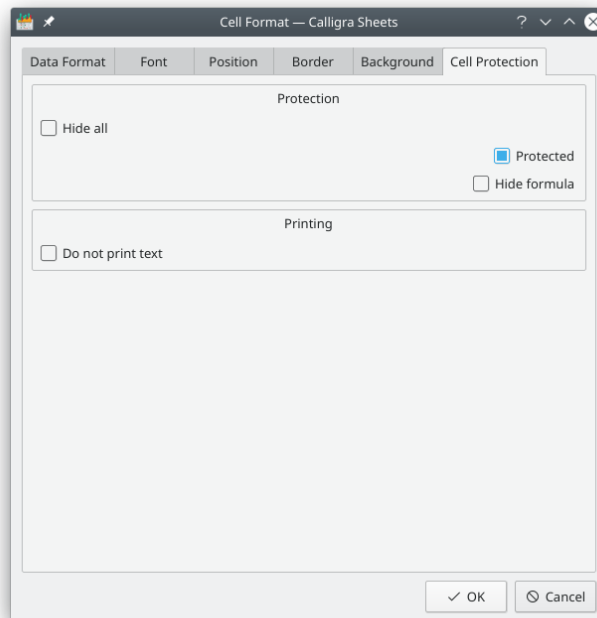 Cell Format — Calligra Sheets
Data Format Font Position Border Background Cell Protection
Protection
Hide all
Protected
Hide formula
Printing
Do not print text
OK Cancel